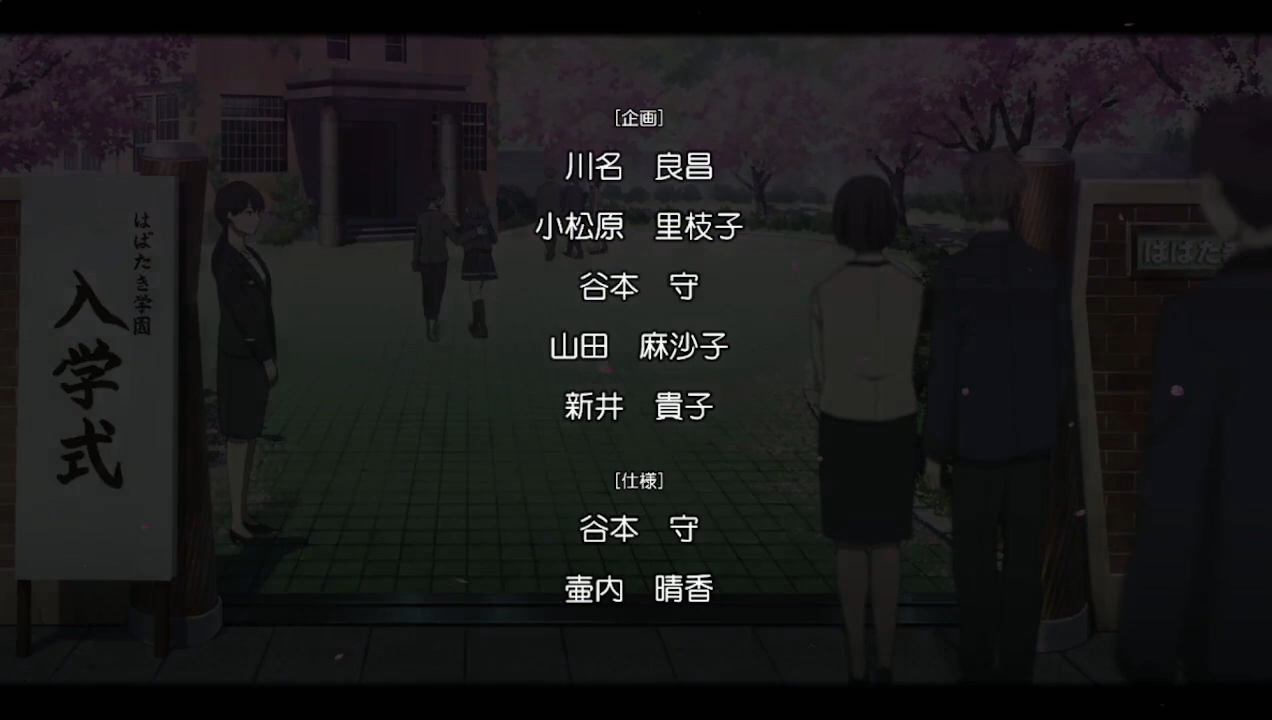 [企画]
川名 良昌
小松原 里枝子
谷本 守
山田 麻沙子
新井 貴子
[仕様]
谷本 守
壷内 晴香
はばたき学園
入学式
はばたき